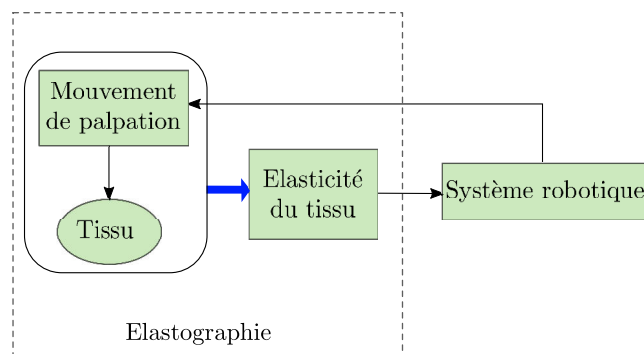 Mouvement
de palpation
Tissu
Elasticité
du tissu
Système robotique
Elastographie